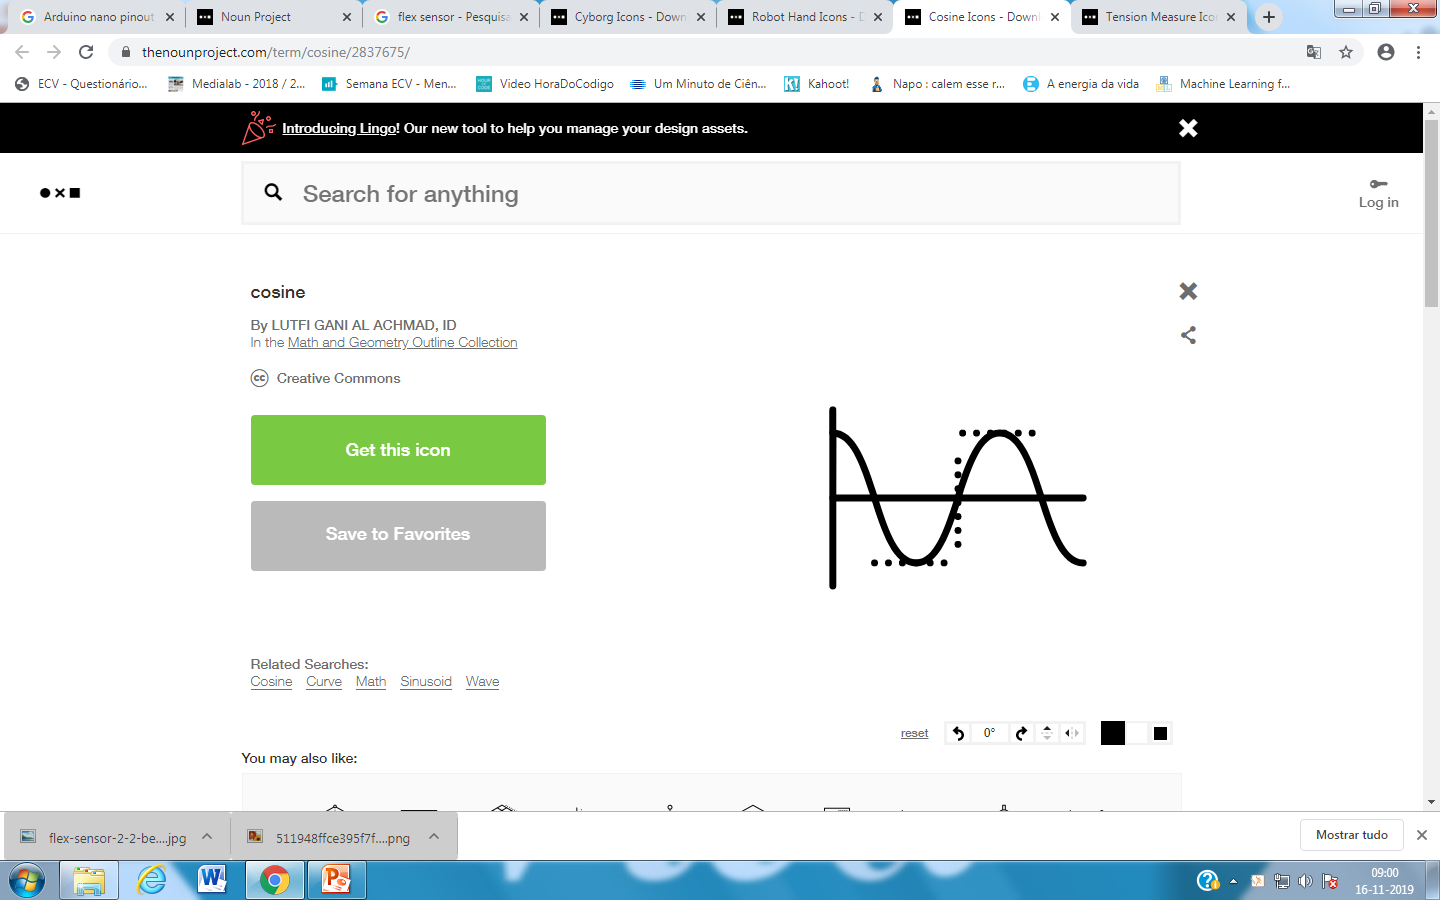 Arduino nano pinout
Noun Project
flex sensor - Pesquisa
Cyborg Icons - Down
Robot Hand Icons - D
Cosine Icons - Downl
Tension Measure Ico
thenounproject.com/term/cosine/2837675/
ECV - Questionário...
Medialab - 2018 / 2...
Semana ECV - Men...
Video HoraDoCodigo
Um Minuto de Ciên...
Kahoot!
Napo : calem esse r...
A energia da vida
Machine Learning f...
Introducing Lingo! Our new tool to help you manage your design assets.
Search for anything
Log in
cosine
By LUTFI GANI AL ACHMAD, ID
In the Math and Geometry Outline Collection
cc Creative Commons
Get this icon
Save to Favorites
Related Searches:
Cosine Curve Math Sinusoid Wave
reset
0°
You may also like:
flex-sensor-2-2-be....jpg
511948ffce395f7f....png
Mostrar tudo
09:00
16-11-2019